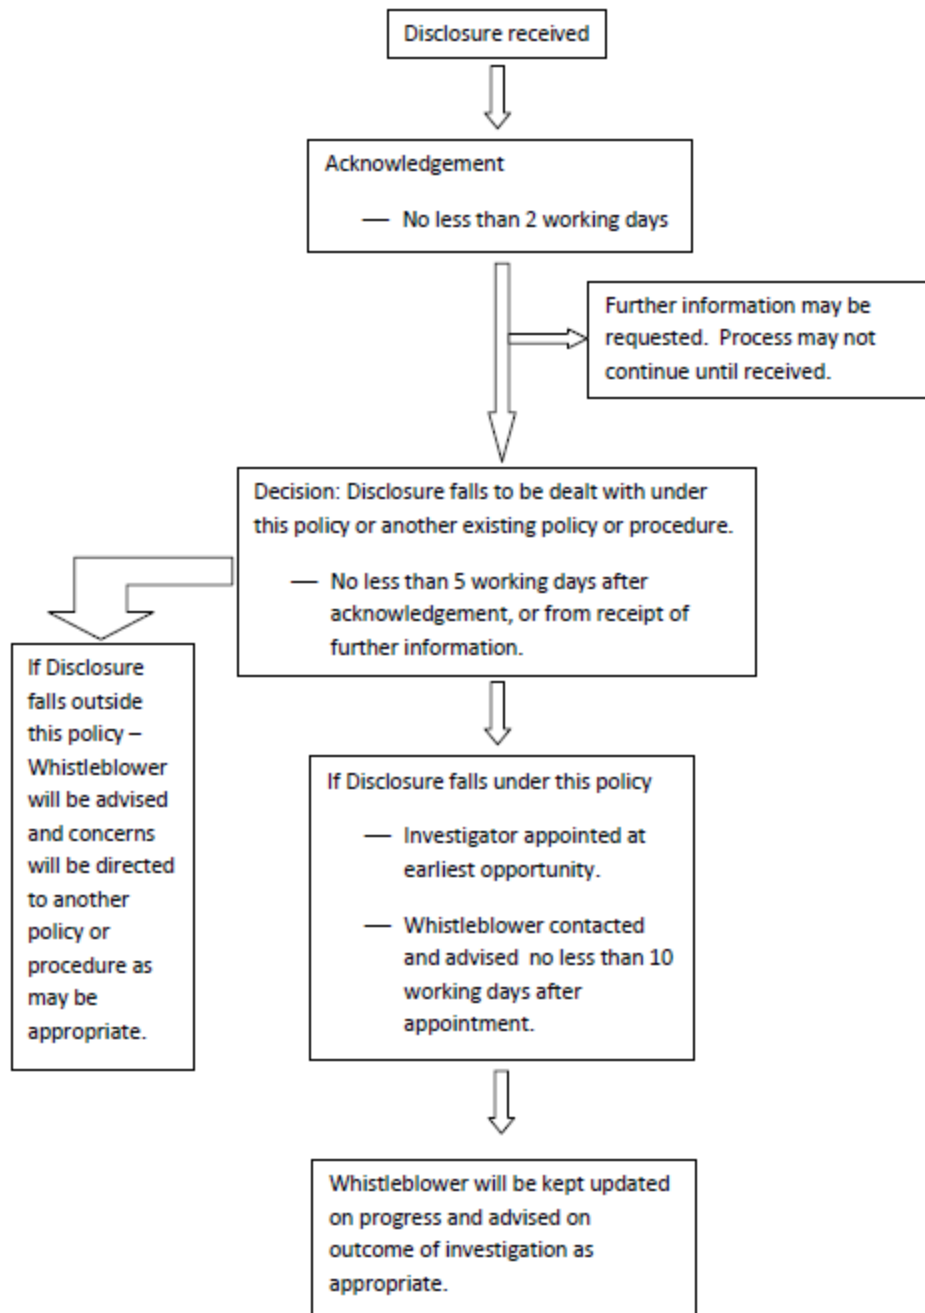 Disclosure received
Acknowledgement
— No less than 2 working days
Further information may be
requested. Process may not
continue until received.
Decision: Disclosure falls to be dealt with under
this policy or another existing policy or procedure.
— No less than 5 working days after
acknowledgement, or from receipt of
further information.
If Disclosure
falls outside
this policy –
Whistleblower
will be advised
and concerns
will be directed
to another
policy or
procedure as
may be
appropriate.
If Disclosure falls under this policy
— Investigator appointed at
earliest opportunity.
— Whistleblower contacted
and advised no less than 10
working days after
appointment.
Whistleblower will be kept updated
on progress and advised on
outcome of investigation as
appropriate.